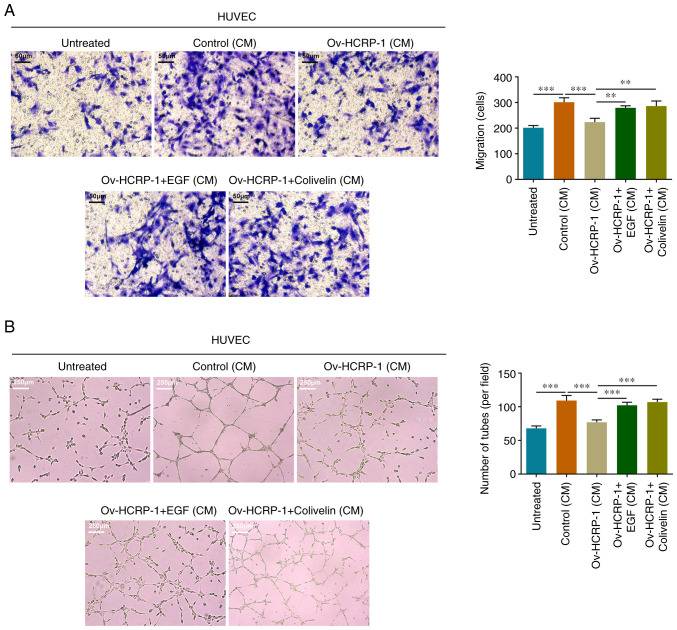 A
HUVEC
Untreated
Control (CM)
Ov-HCRP-1 (CM)
50μm
50μm
50μm
Ov-HCRP-1+EGF (CM)
Ov-HCRP-1+Colivelin (CM)
50μm
50μm
Migration (cells)
400
300
200
100
0
***
***
**
**
Untreated
Control (CM)
Ov-HCRP-1 (CM)
Ov-HCRP-1+
EGF (CM)
Ov-HCRP-1+
Colivelin (CM)
B
HUVEC
Untreated
Control (CM)
Ov-HCRP-1 (CM)
250μm
250μm
250μm
Ov-HCRP-1+EGF (CM)
Ov-HCRP-1+Colivelin (CM)
250μm
250μm
Number of tubes (per field)
150
100
50
0
***
***
***
***
Untreated
Control (CM)
Ov-HCRP-1 (CM)
Ov-HCRP-1+
EGF (CM)
Ov-HCRP-1+
Colivelin (CM)